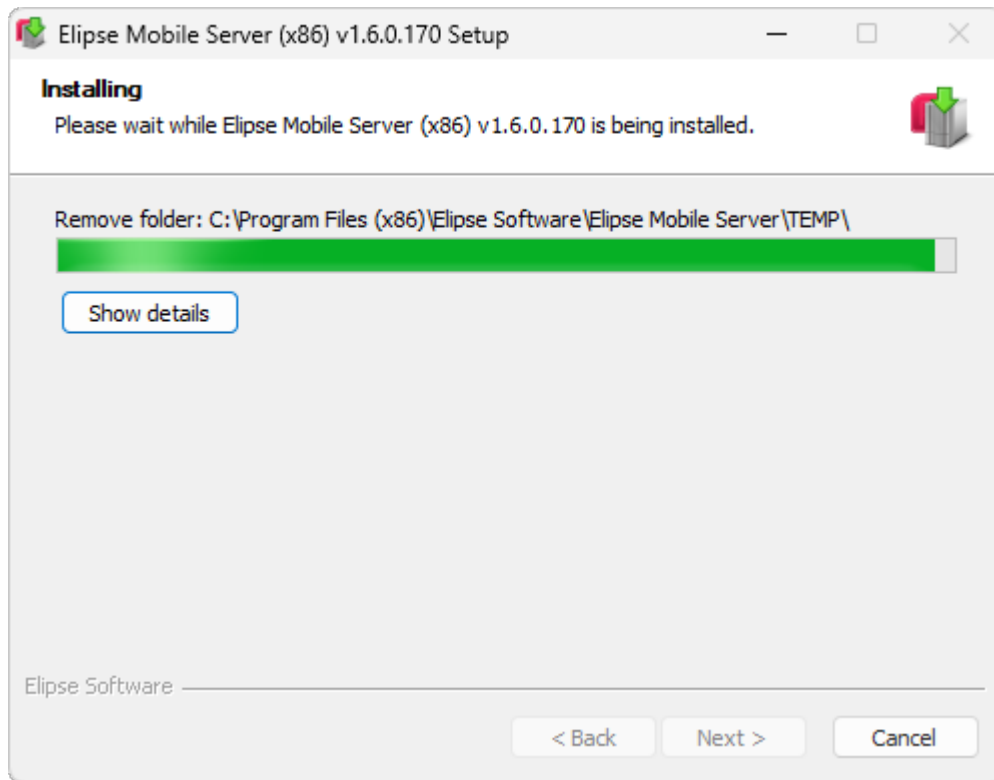 Elipse Mobile Server (x86) v1.6.0.170 Setup
Installing
Please wait while Elipse Mobile Server (x86) v1.6.0.170 is being installed.
Remove folder: C:\Program Files (x86)\Elipse Software\Elipse Mobile Server\TEMP\
Show details
Elipse Software
< Back Next > Cancel